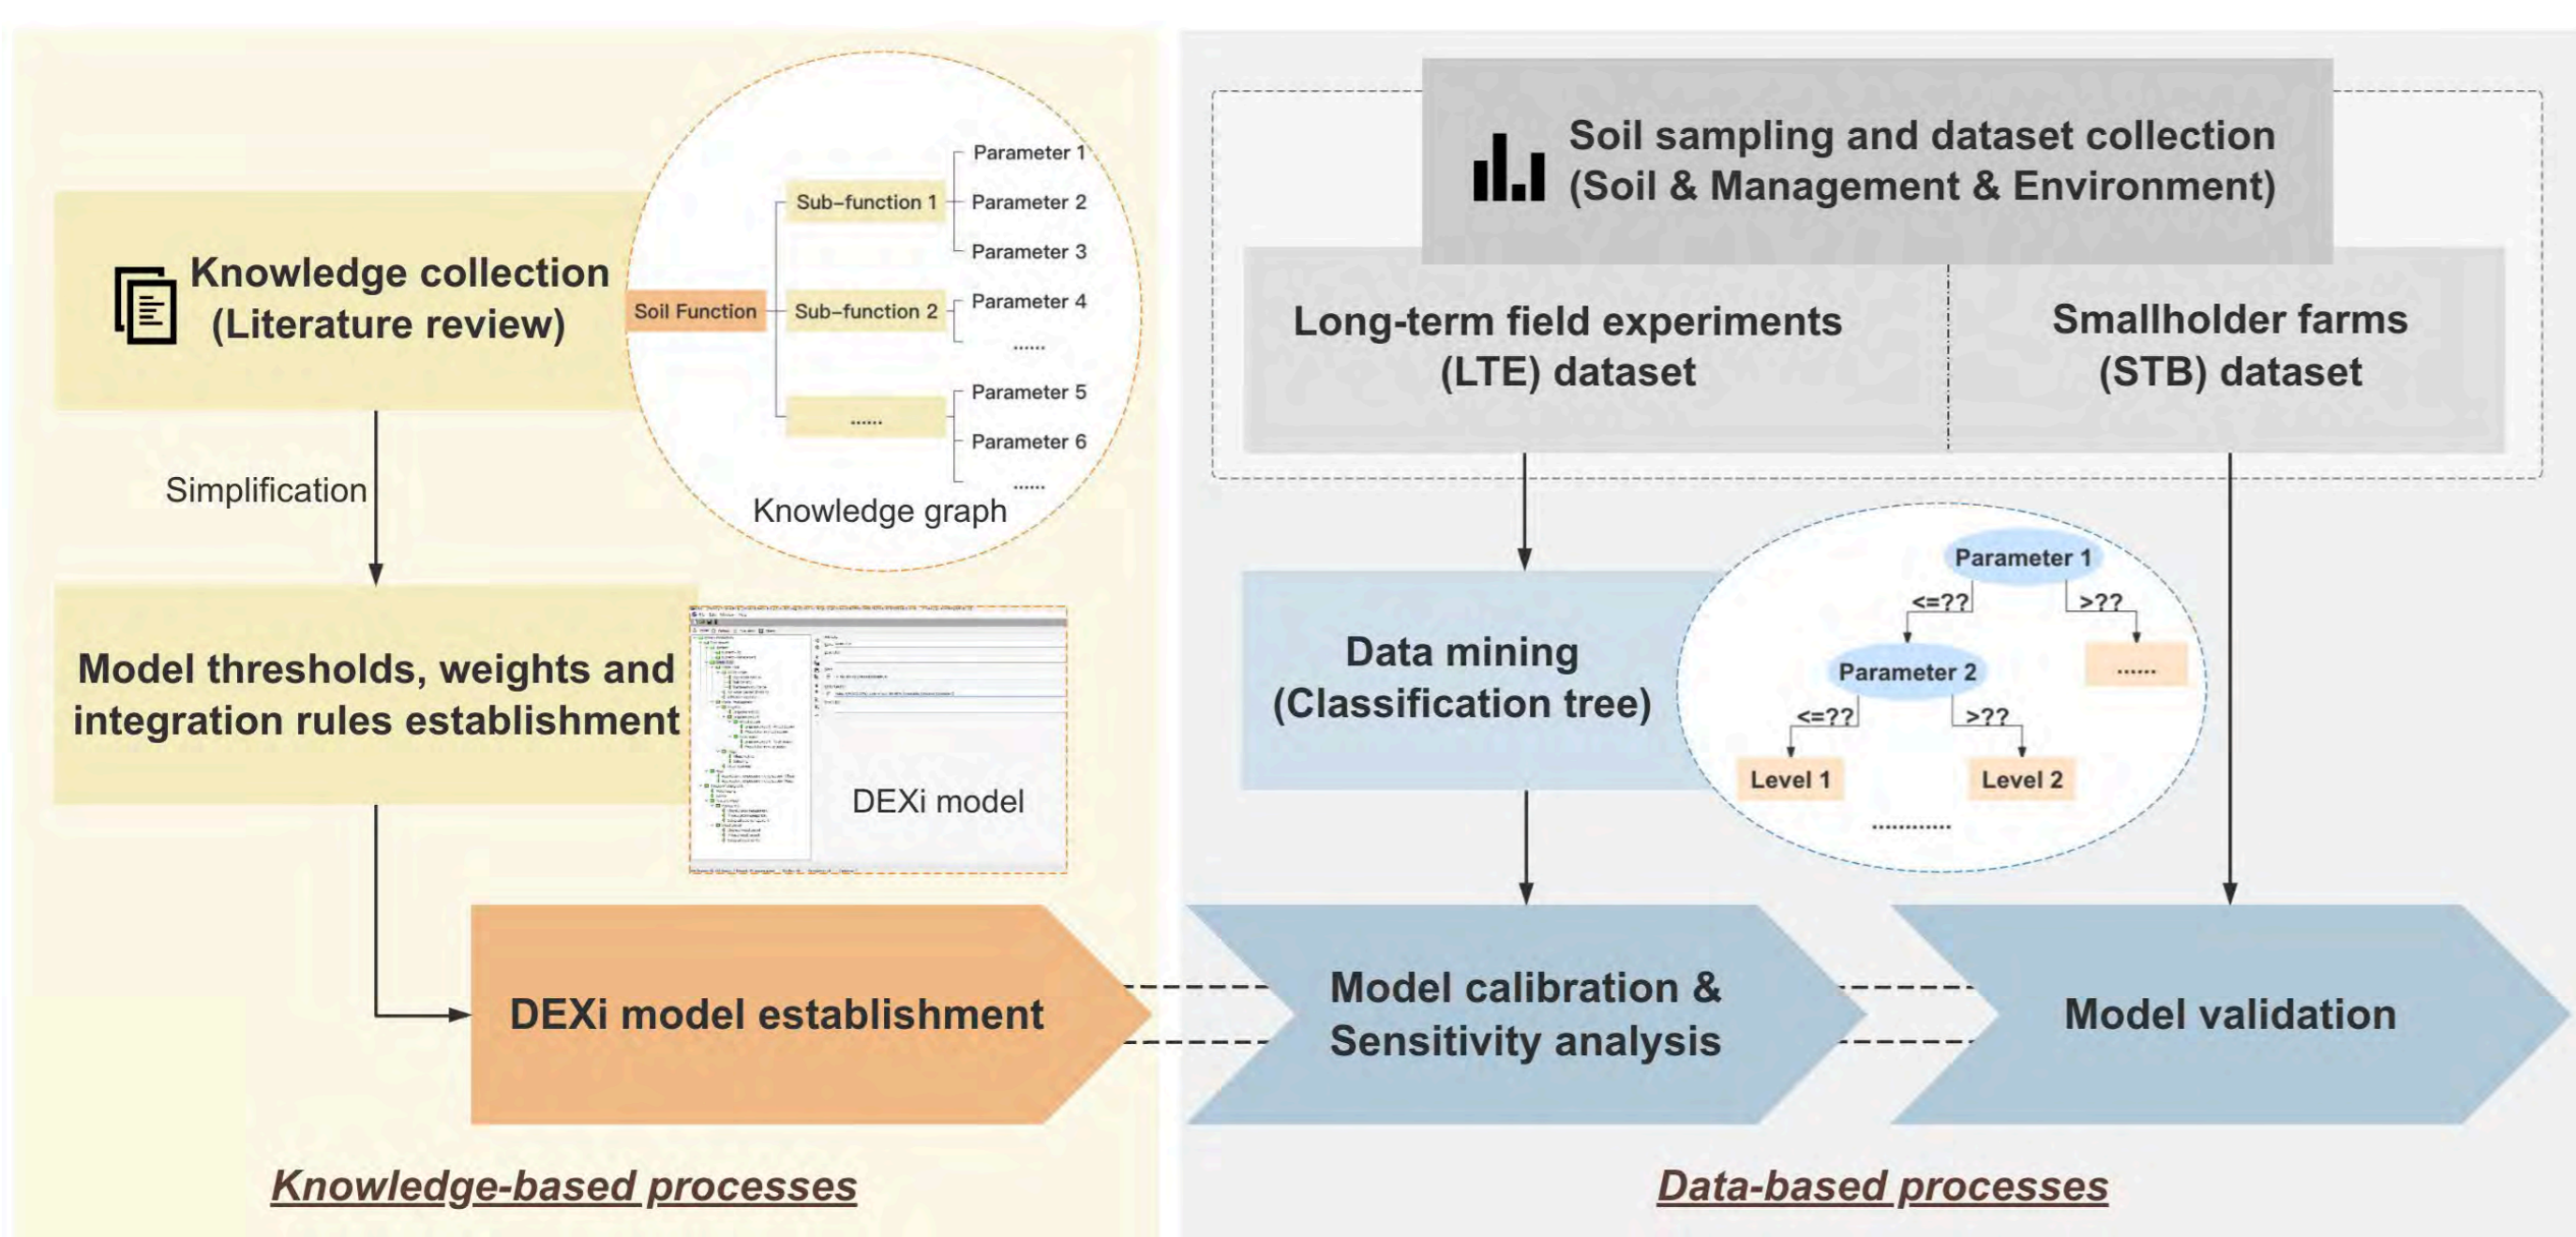 Knowledge collection
(Literature review)
Simplification
Soil Function
Sub-function 1
Sub-function 2
......
Parameter 1
Parameter 2
Parameter 3
Parameter 4
......
Parameter 5
Parameter 6
......
Knowledge graph
Model thresholds, weights and
integration rules establishment
DEXi model
DEXi model establishment
Knowledge-based processes
Soil sampling and dataset collection
(Soil & Management & Environment)
Long-term field experiments
(LTE) dataset
Smallholder farms
(STB) dataset
Data mining
(Classification tree)
Parameter 1
<=??
>??
Parameter 2
......
<=??
>??
Level 1
Level 2
............
Model calibration &
Sensitivity analysis
Model validation
Data-based processes